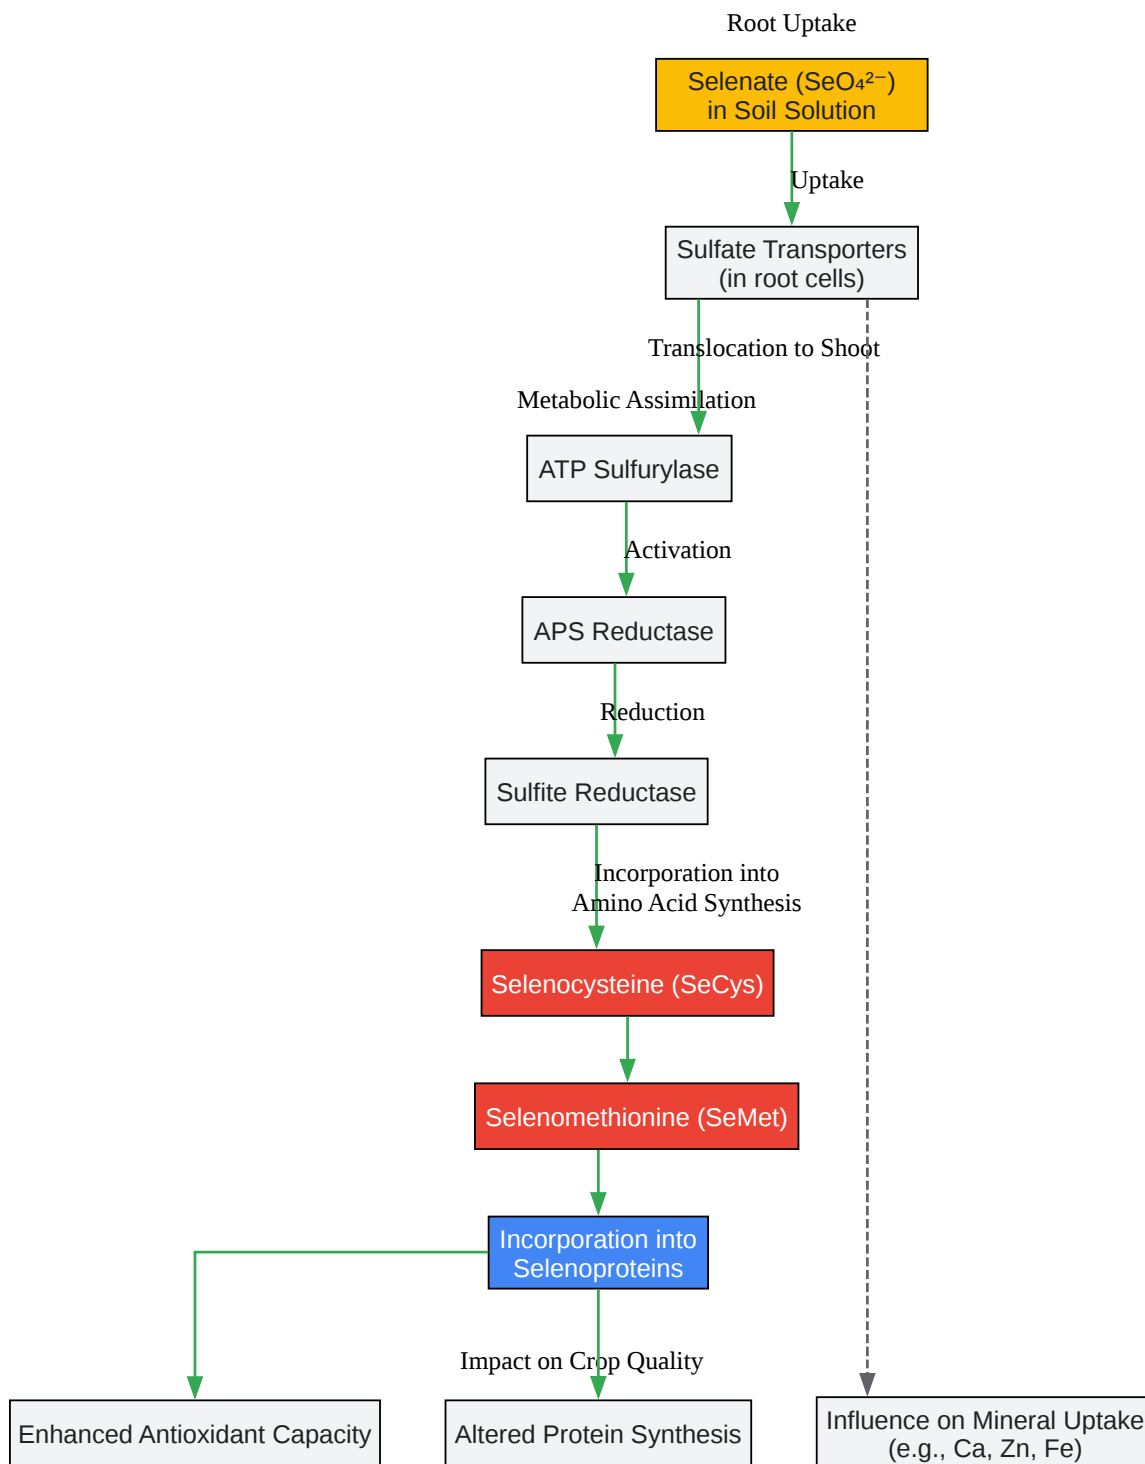 Root Uptake
Selenate (SeO₄²⁻)
in Soil Solution
Uptake
Sulfate Transporters
(in root cells)
Translocation to Shoot
Metabolic Assimilation
ATP Sulfurylase
Activation
APS Reductase
Reduction
Sulfite Reductase
Incorporation into
Amino Acid Synthesis
Selenocysteine (SeCys)
Selenomethionine (SeMet)
Incorporation into
Selenoproteins
Impact on Crop Quality
Enhanced Antioxidant Capacity
Altered Protein Synthesis
Influence on Mineral Uptake
(e.g., Ca, Zn, Fe)